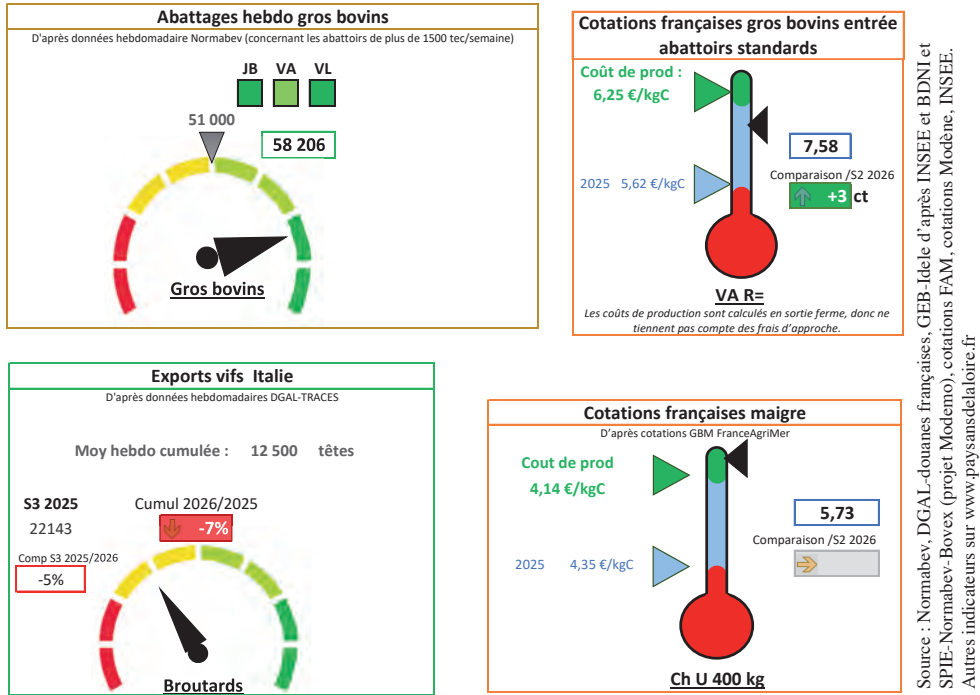 Abattages hebdo gros bovins
D'après données hebdomadaire Normabev (concernant les abattoirs de plus de 1500 tec/semaine)
JB VA VL
51 000
58 206
Gros bovins
Cotations françaises gros bovins entrée
abattoirs standards
Coût de prod :
6,25 €/kgC
7,58
2025 5,62 €/kgC
Comparaison /S2 2026
+3 ct
VA R=
Les coûts de production sont calculés en sortie ferme, donc ne
tiennent pas compte des frais d'approche.
Exports vifs Italie
D'après données hebdomadaires DGAL-TRACES
Moy hebdo cumulée : 12 500 têtes
S3 2025
22143
Cumul 2026/2025
-7%
Comp S3 2025/2026
-5%
Broutards
Cotations françaises maigre
D'après cotations GBM FranceAgriMer
Cout de prod
4,14 €/kgC
5,73
Comparaison /S2 2026
2025 4,35 €/kgC
Ch U 400 kg
Source : Normabev, DGAL-douanes françaises, GEB-Idele d'après INSEE et BDNI et
SPIE-Normabev-Bovex (projet Modemo), cotations FAM, cotations Modène, INSEE.
Autres indicateurs sur www.paysansdelaloire.fr